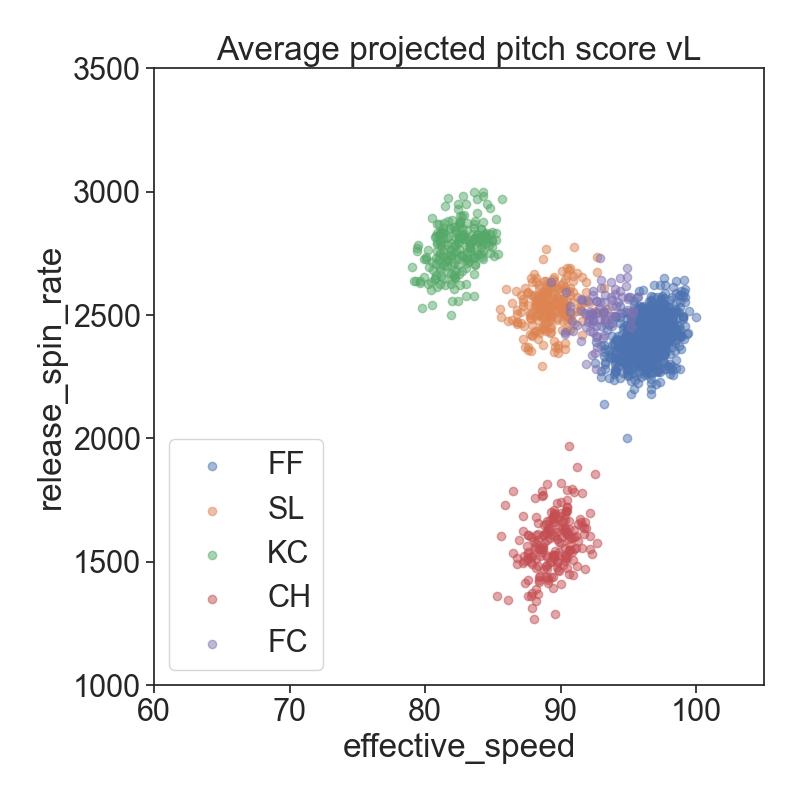 Average projected pitch score vL
3500
3000
2500
2000
1500
1000
release_spin_rate
FF
SL
KC
CH
FC
60
70
80
90
100
effective_speed